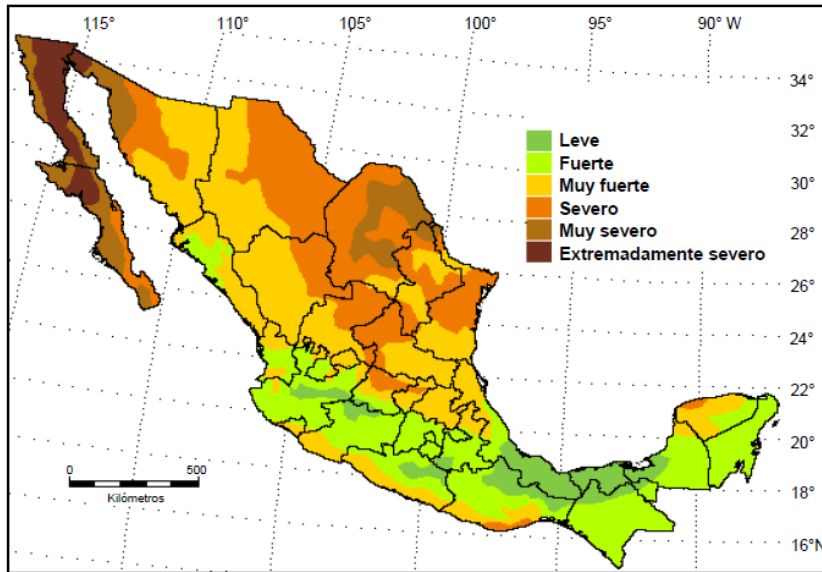 115° 110° 105° 100° 95° 90° W
34°
32°
30°
28°
26°
24°
22°
20°
18°
16°N
Leve
Fuerte
Muy fuerte
Severo
Muy severo
Extremadamente severo
0 500
Kilómetros